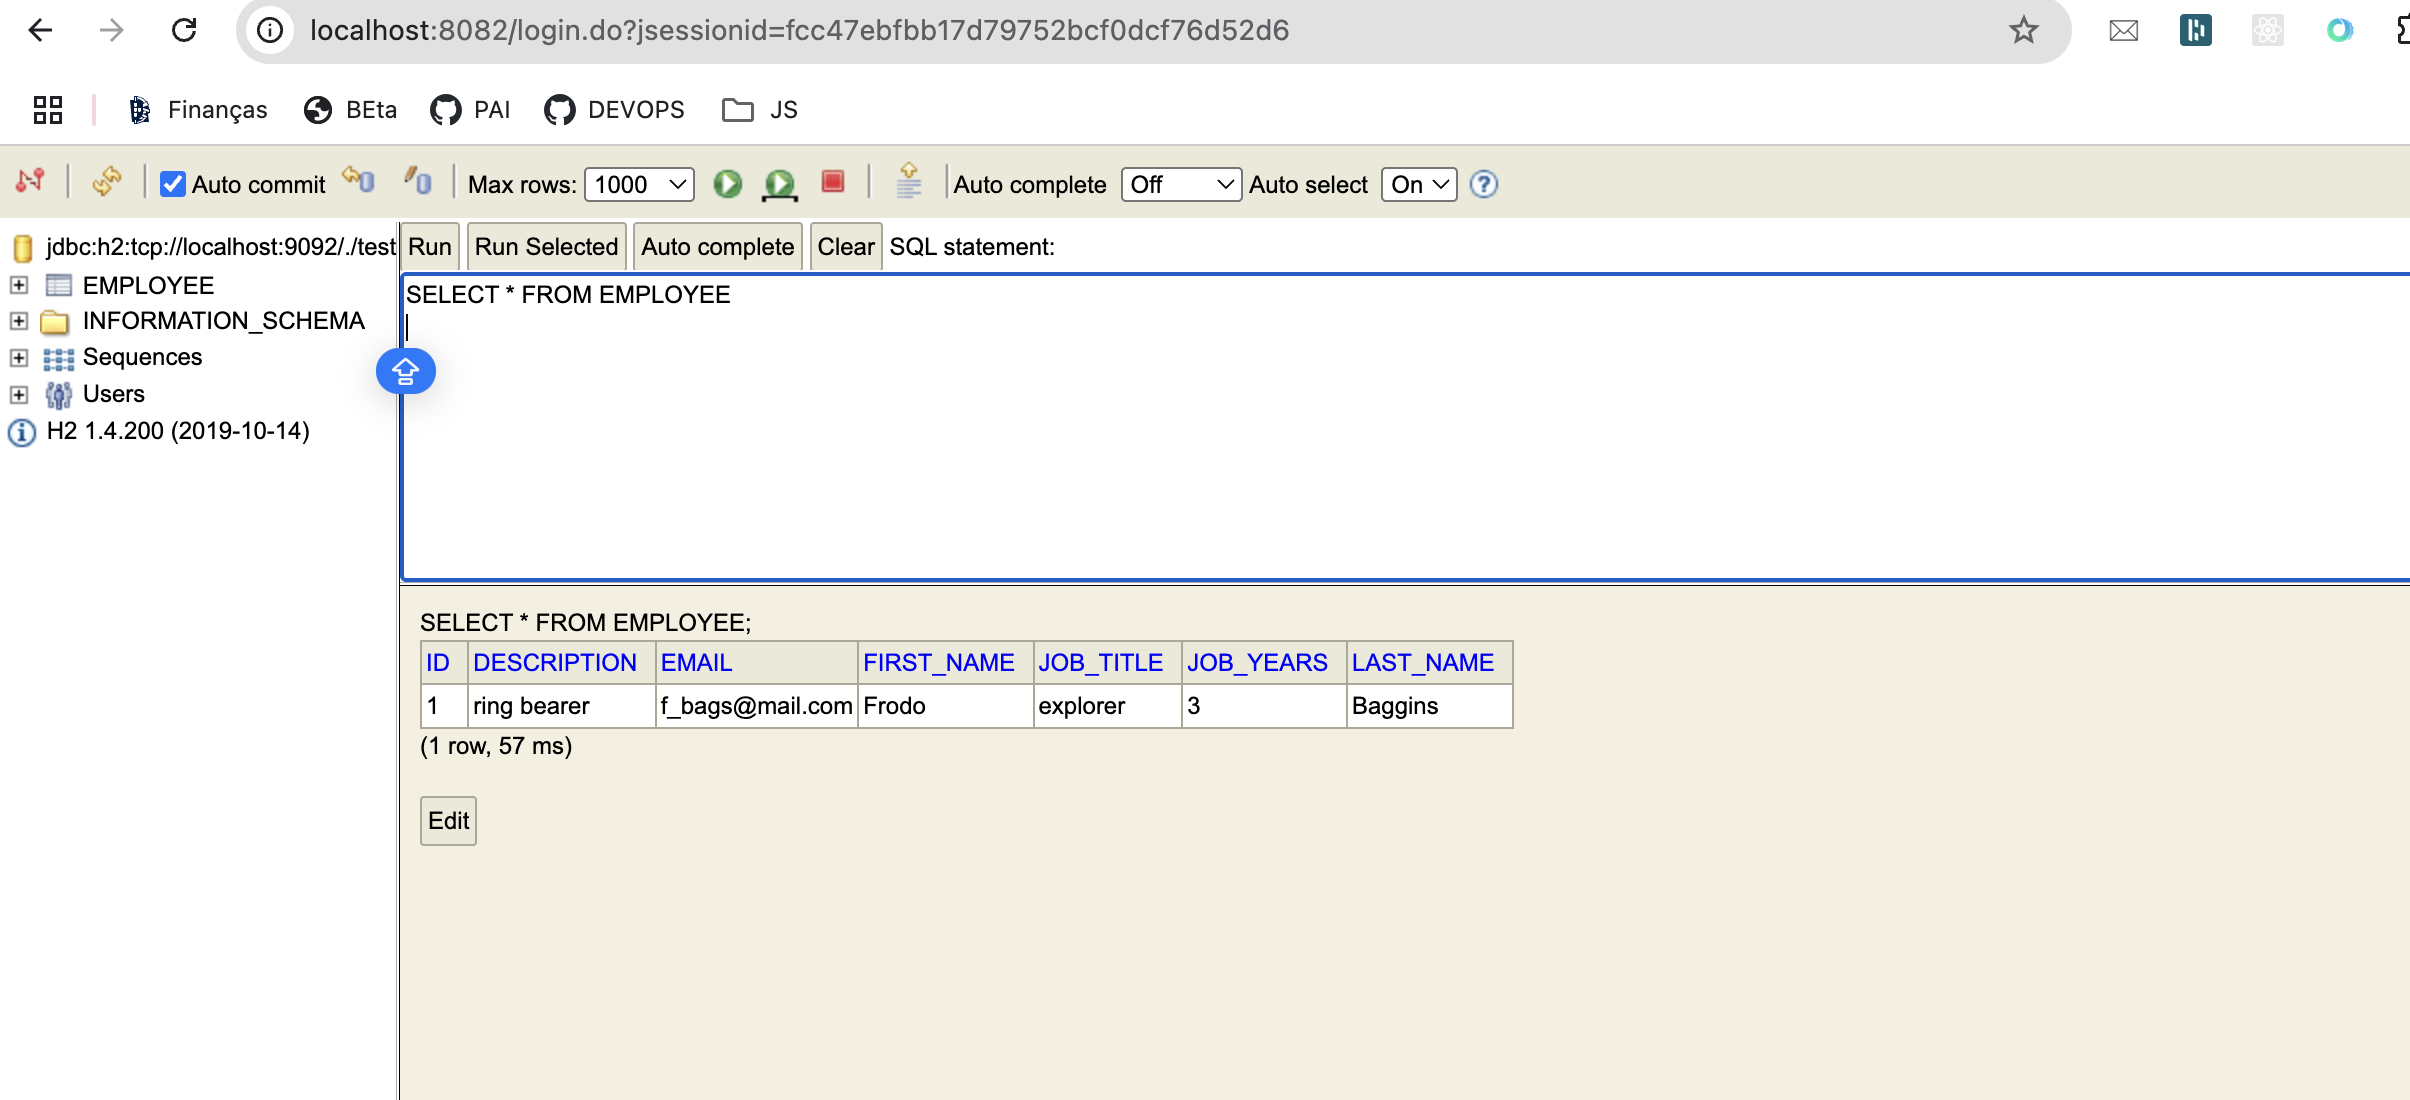 localhost:8082/login.do?jsessionid=fcc47ebfbb17d79752bcf0dcf76d52d6
Finanças BEta PAI DEVOPS JS
Auto commit Max rows: 1000 Auto complete Off Auto select On
jdbc:h2:tcp://localhost:9092/./test
EMPLOYEE
INFORMATION_SCHEMA
Sequences
Users
H2 1.4.200 (2019-10-14)
Run Run Selected Auto complete Clear SQL statement:
SELECT * FROM EMPLOYEE
SELECT * FROM EMPLOYEE;
ID DESCRIPTION EMAIL FIRST_NAME JOB_TITLE JOB_YEARS LAST_NAME
1 ring bearer f_bags@mail.com Frodo explorer 3 Baggins
(1 row, 57 ms)
Edit